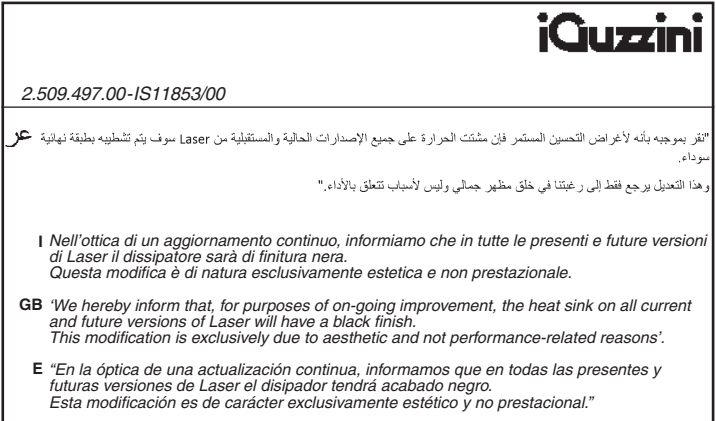 iGuzzini
2.509.497.00-IS11853/00
عر "نقر بموجبه بأنه لأغراض التحسين المستمر فإن مشتت الحرارة على جميع الإصدارات الحالية والمستقبلية من Laser سوف يتم تشطيبه بطبقة نهائية
سوداء.
وهذا التعديل يرجع فقط إلى رغبتنا في خلق مظهر جمالي وليس لأسباب تتعلق بالأداء."
I Nell'ottica di un aggiornamento continuo, informiamo che in tutte le presenti e future versioni
di Laser il dissipatore sarà di finitura nera.
Questa modifica è di natura esclusivamente estetica e non prestazionale.
GB ‘We hereby inform that, for purposes of on-going improvement, the heat sink on all current
and future versions of Laser will have a black finish.
This modification is exclusively due to aesthetic and not performance-related reasons’.
E “En la óptica de una actualización continua, informamos que en todas las presentes y
futuras versiones de Laser el disipador tendrá acabado negro.
Esta modificación es de carácter exclusivamente estético y no prestacional.”